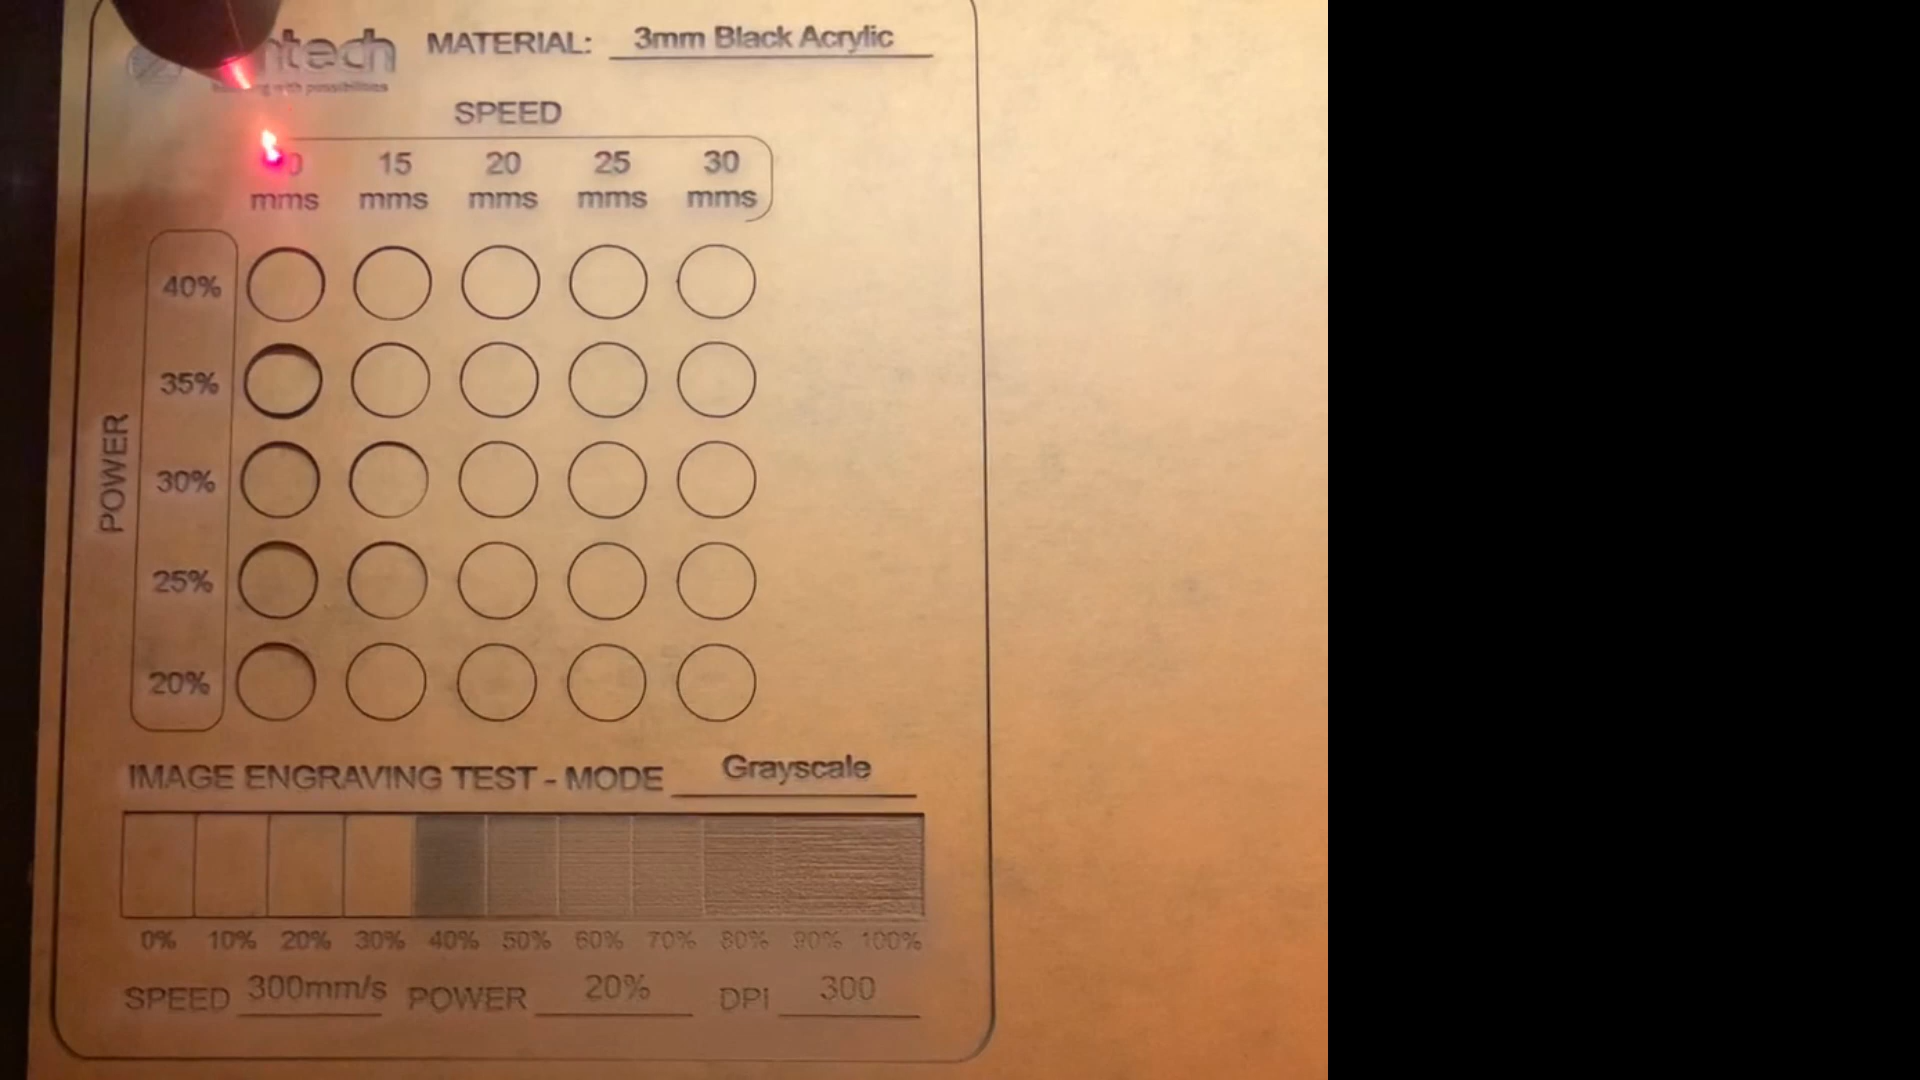 MATERIAL: 3mm Black Acrylic
with possibilities
SPEED
15 20 25 30
mms mms mms mms mms
40%
35%
POWER
30%
25%
20%
IMAGE ENGRAVING TEST - MODE Grayscale
0% 10% 20% 30% 40% 50% 60% 70% 80% 90% 100%
SPEED 300mm/s POWER 20% DPI 300